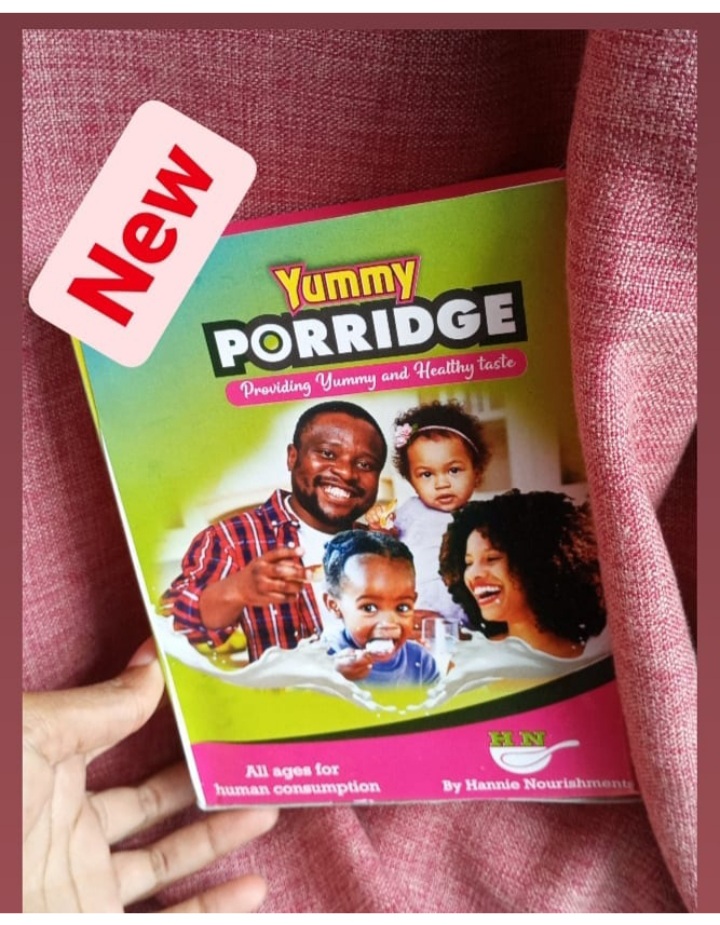 New
Yummy
PORRIDGE
Providing Yummy and Healthy taste
HN
All ages for
human consumption
By Hannie Nourishments